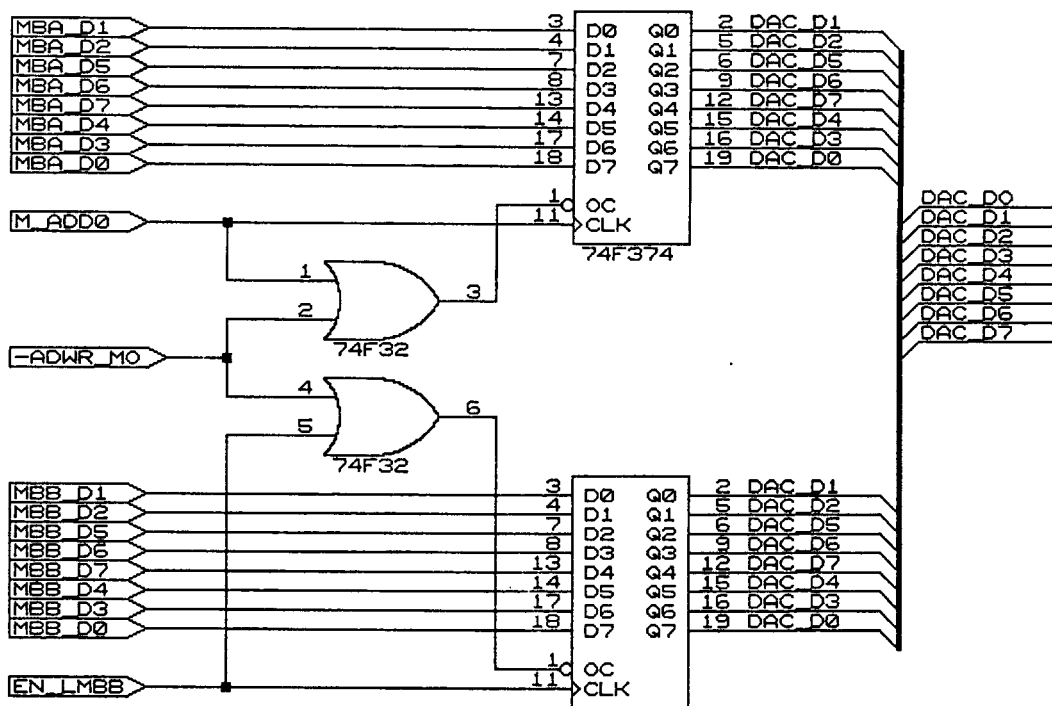 MBA_D1 3 D0 Q0 2 DAC_D1
MBA_D2 4 D1 Q1 5 DAC_D2
MBA_D5 7 D2 Q2 6 DAC_D5
MBA_D6 8 D3 Q3 9 DAC_D6
MBA_D7 13 D4 Q4 12 DAC_D7
MBA_D4 14 D5 Q5 15 DAC_D4
MBA_D3 17 D6 Q6 16 DAC_D3
MBA_D0 18 D7 Q7 19 DAC_D0
1 OC
M_ADD0 11 CLK
74F374
DAC_D0
DAC_D1
DAC_D2
DAC_D3
DAC_D4
DAC_D5
DAC_D6
DAC_D7
1 3
2
74F32
-ADWR_MO
4 6
5
74F32
MBB_D1 3 D0 Q0 2 DAC_D1
MBB_D2 4 D1 Q1 5 DAC_D2
MBB_D5 7 D2 Q2 6 DAC_D5
MBB_D6 8 D3 Q3 9 DAC_D6
MBB_D7 13 D4 Q4 12 DAC_D7
MBB_D4 14 D5 Q5 15 DAC_D4
MBB_D3 17 D6 Q6 16 DAC_D3
MBB_D0 18 D7 Q7 19 DAC_D0
1 OC
EN_LMBB 11 CLK